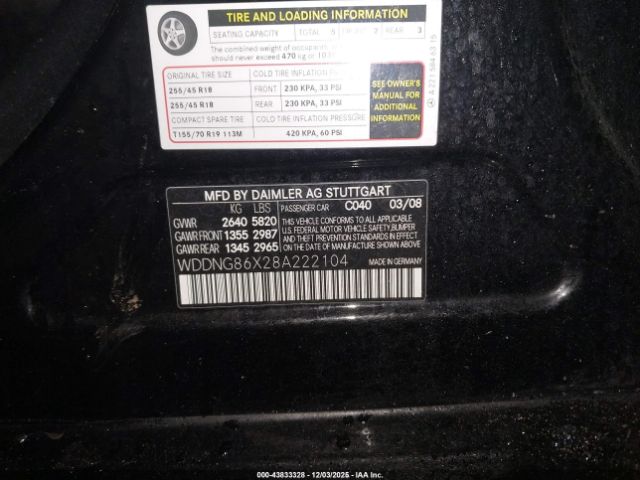 TIRE AND LOADING INFORMATION
SEATING CAPACITY TOTAL 5 2 REAR 3
The combined weight of occupants
should never exceed 470 kg or
ORIGINAL TIRE SIZE COLD TIRE INFLATION
255/45 R18 FRONT 230 KPA, 33 PSI
255/45 R18 REAR 230 KPA, 33 PSI
COMPACT SPARE TIRE COLD TIRE INFLATION PRESSURE
T155/70 R19 113M 420 KPA, 60 PSI
SEE OWNER'S
MANUAL FOR
ADDITIONAL
INFORMATION
A 221 584 63 15
MFD BY DAIMLER AG STUTTGART
KG LBS PASSENGER CAR C040 03/08
GVWR 2640 5820
GAWR FRONT 1355 2987
GAWR REAR 1345 2965
THIS VEHICLE CONFORMS TO ALL APPLICABLE
U.S. FEDERAL MOTOR VEHICLE SAFETY, BUMPER
AND THEFT PREVENTION STANDARDS IN EFFECT
ON THE DATE OF MANUFACTURE SHOWN ABOVE
WDDNG86X28A222104
000-43833328 - 12/03/2025 - IAA Inc.